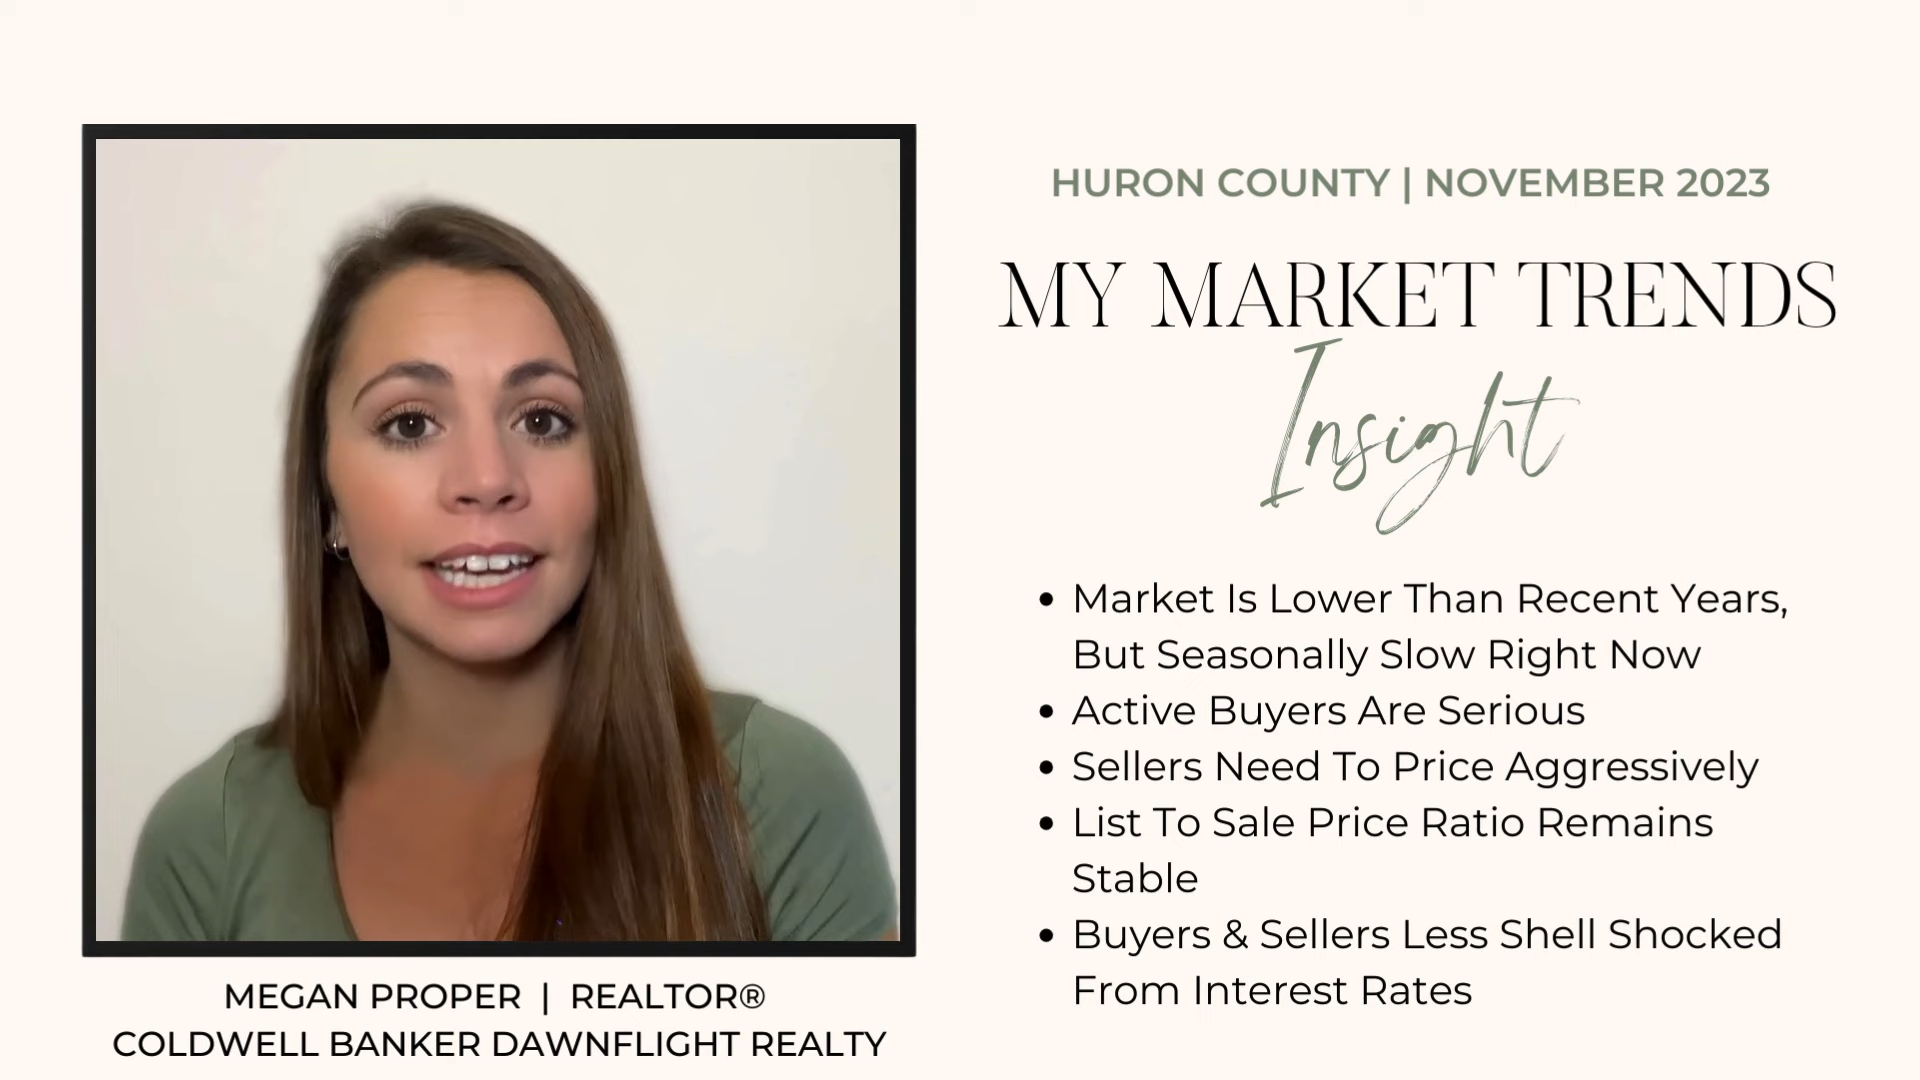 HURON COUNTY | NOVEMBER 2023
MY MARKET TRENDS
Insight
• Market Is Lower Than Recent Years,
But Seasonally Slow Right Now
• Active Buyers Are Serious
• Sellers Need To Price Aggressively
• List To Sale Price Ratio Remains
Stable
• Buyers & Sellers Less Shell Shocked
From Interest Rates
MEGAN PROPER | REALTOR®
COLDWELL BANKER DAWNFLIGHT REALTY